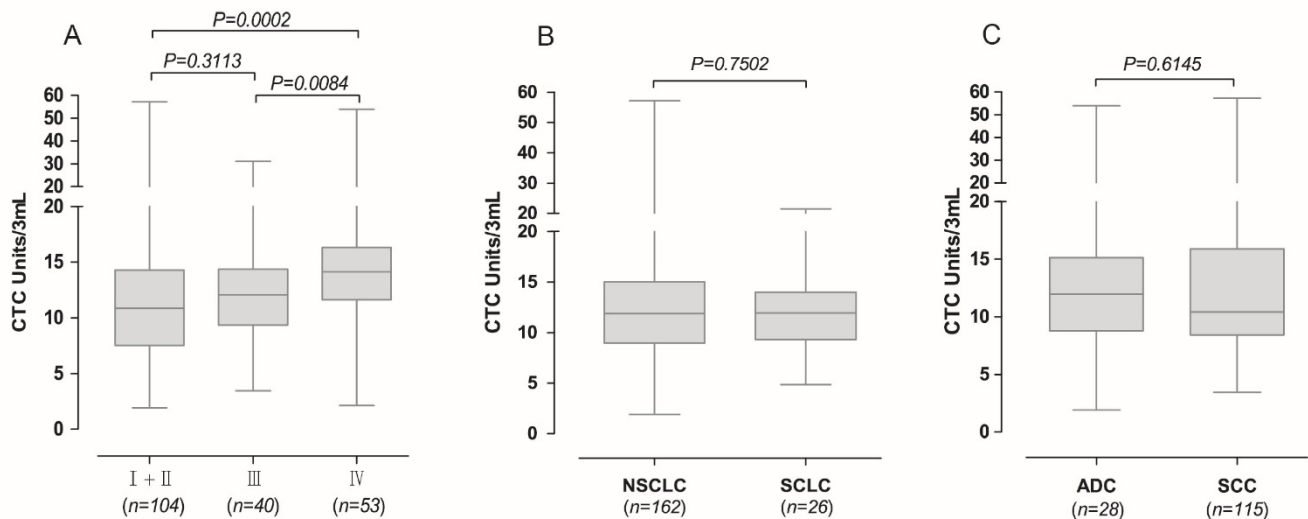 A
P=0.0002
P=0.3113
P=0.0084
CTC Units/3mL
60
50
40
30
20
20
15
10
5
0
Ⅰ + Ⅱ
Ⅲ
Ⅳ
(n=104)
(n=40)
(n=53)
B
P=0.7502
CTC Units/3mL
60
50
40
30
20
20
15
10
5
0
NSCLC
SCLC
(n=162)
(n=26)
C
P=0.6145
CTC Units/3mL
60
50
40
30
20
20
15
10
5
0
ADC
SCC
(n=28)
(n=115)